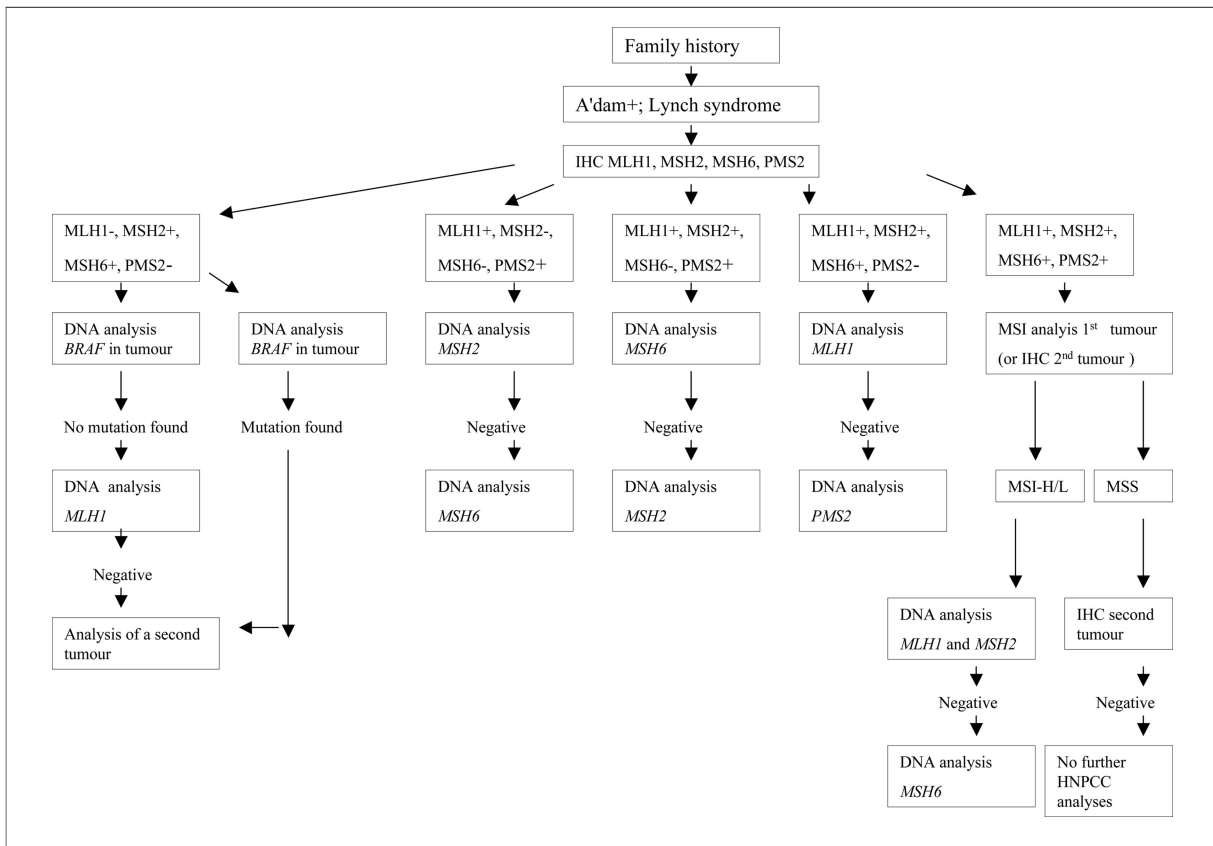 Family history
A'dam+; Lynch syndrome
IHC MLH1, MSH2, MSH6, PMS2
MLH1-, MSH2+,
MSH6+, PMS2-
MLH1+, MSH2-,
MSH6-, PMS2+
MLH1+, MSH2+,
MSH6-, PMS2+
MLH1+, MSH2+,
MSH6+, PMS2-
MLH1+, MSH2+,
MSH6+, PMS2+
DNA analysis
BRAF in tumour
DNA analysis
BRAF in tumour
DNA analysis
MSH2
DNA analysis
MSH6
DNA analysis
MLH1
MSI analyis 1st tumour
(or IHC 2nd tumour )
No mutation found
Mutation found
Negative
Negative
Negative
DNA analysis
MLH1
DNA analysis
MSH6
DNA analysis
MSH2
DNA analysis
PMS2
MSI-H/L
MSS
Negative
Analysis of a second
tumour
DNA analysis
MLH1 and MSH2
IHC second
tumour
Negative
Negative
DNA analysis
MSH6
No further
HNPCC
analyses